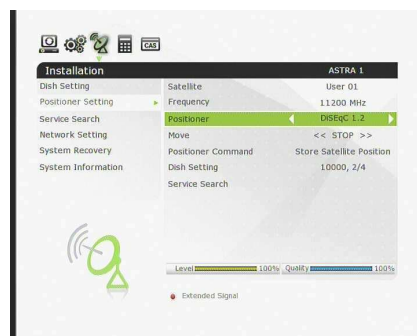 CAS
Installation ASTRA 1
Dish Setting
Positioner Setting
Service Search
Network Setting
System Recovery
System Information
Satellite User 01
Frequency 11200 MHz
Positioner DISEqC 1.2
Move << STOP >>
Positioner Command Store Satellite Position
Dish Setting 10000, 2/4
Service Search
Level 100% Quality 100%
Extended Signal